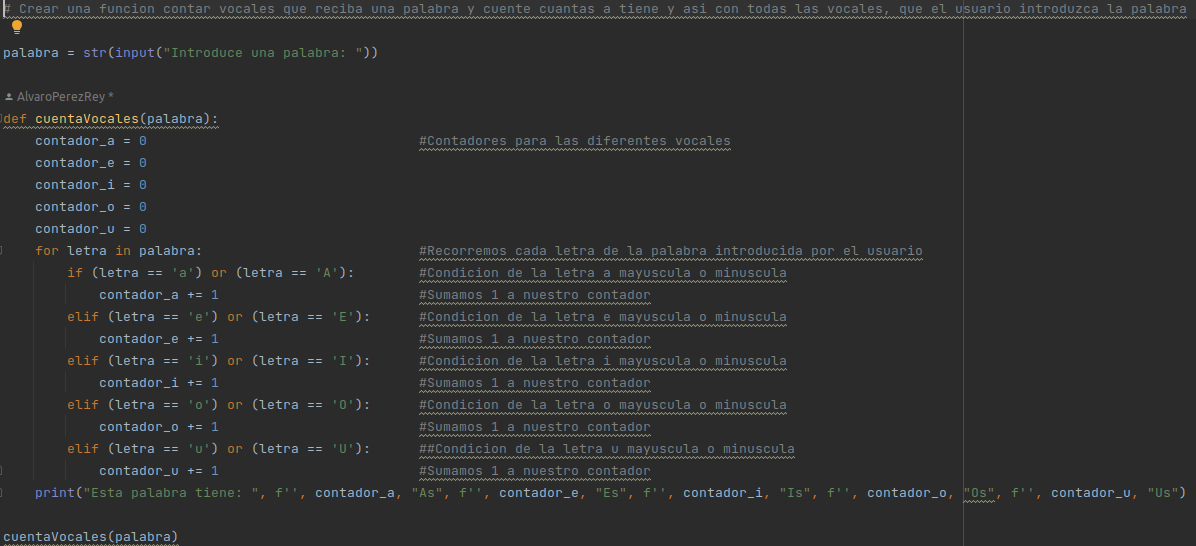 # Crear una funcion contar vocales que reciba una palabra y cuente cuantas a tiene y asi con todas las vocales, que el usuario introduzca la palabra
palabra = str(input("Introduce una palabra: "))
AlvaroPerezRey *
def cuentaVocales(palabra):
    contador_a = 0                                  #Contadores para las diferentes vocales
    contador_e = 0
    contador_i = 0
    contador_o = 0
    contador_u = 0
    for letra in palabra:                           #Recorremos cada letra de la palabra introducida por el usuario
        if (letra == 'a') or (letra == 'A'):        #Condicion de la letra a mayuscula o minuscula
            contador_a += 1                         #Sumamos 1 a nuestro contador
        elif (letra == 'e') or (letra == 'E'):      #Condicion de la letra e mayuscula o minuscula
            contador_e += 1                         #Sumamos 1 a nuestro contador
        elif (letra == 'i') or (letra == 'I'):      #Condicion de la letra i mayuscula o minuscula
            contador_i += 1                         #Sumamos 1 a nuestro contador
        elif (letra == 'o') or (letra == 'O'):      #Condicion de la letra o mayuscula o minuscula
            contador_o += 1                         #Sumamos 1 a nuestro contador
        elif (letra == 'u') or (letra == 'U'):      ##Condicion de la letra u mayuscula o minuscula
            contador_u += 1                         #Sumamos 1 a nuestro contador
    print("Esta palabra tiene: ", f'', contador_a, "As", f'', contador_e, "Es", f'', contador_i, "Is", f'', contador_o, "Os", f'', contador_u, "Us")
cuentaVocales(palabra)